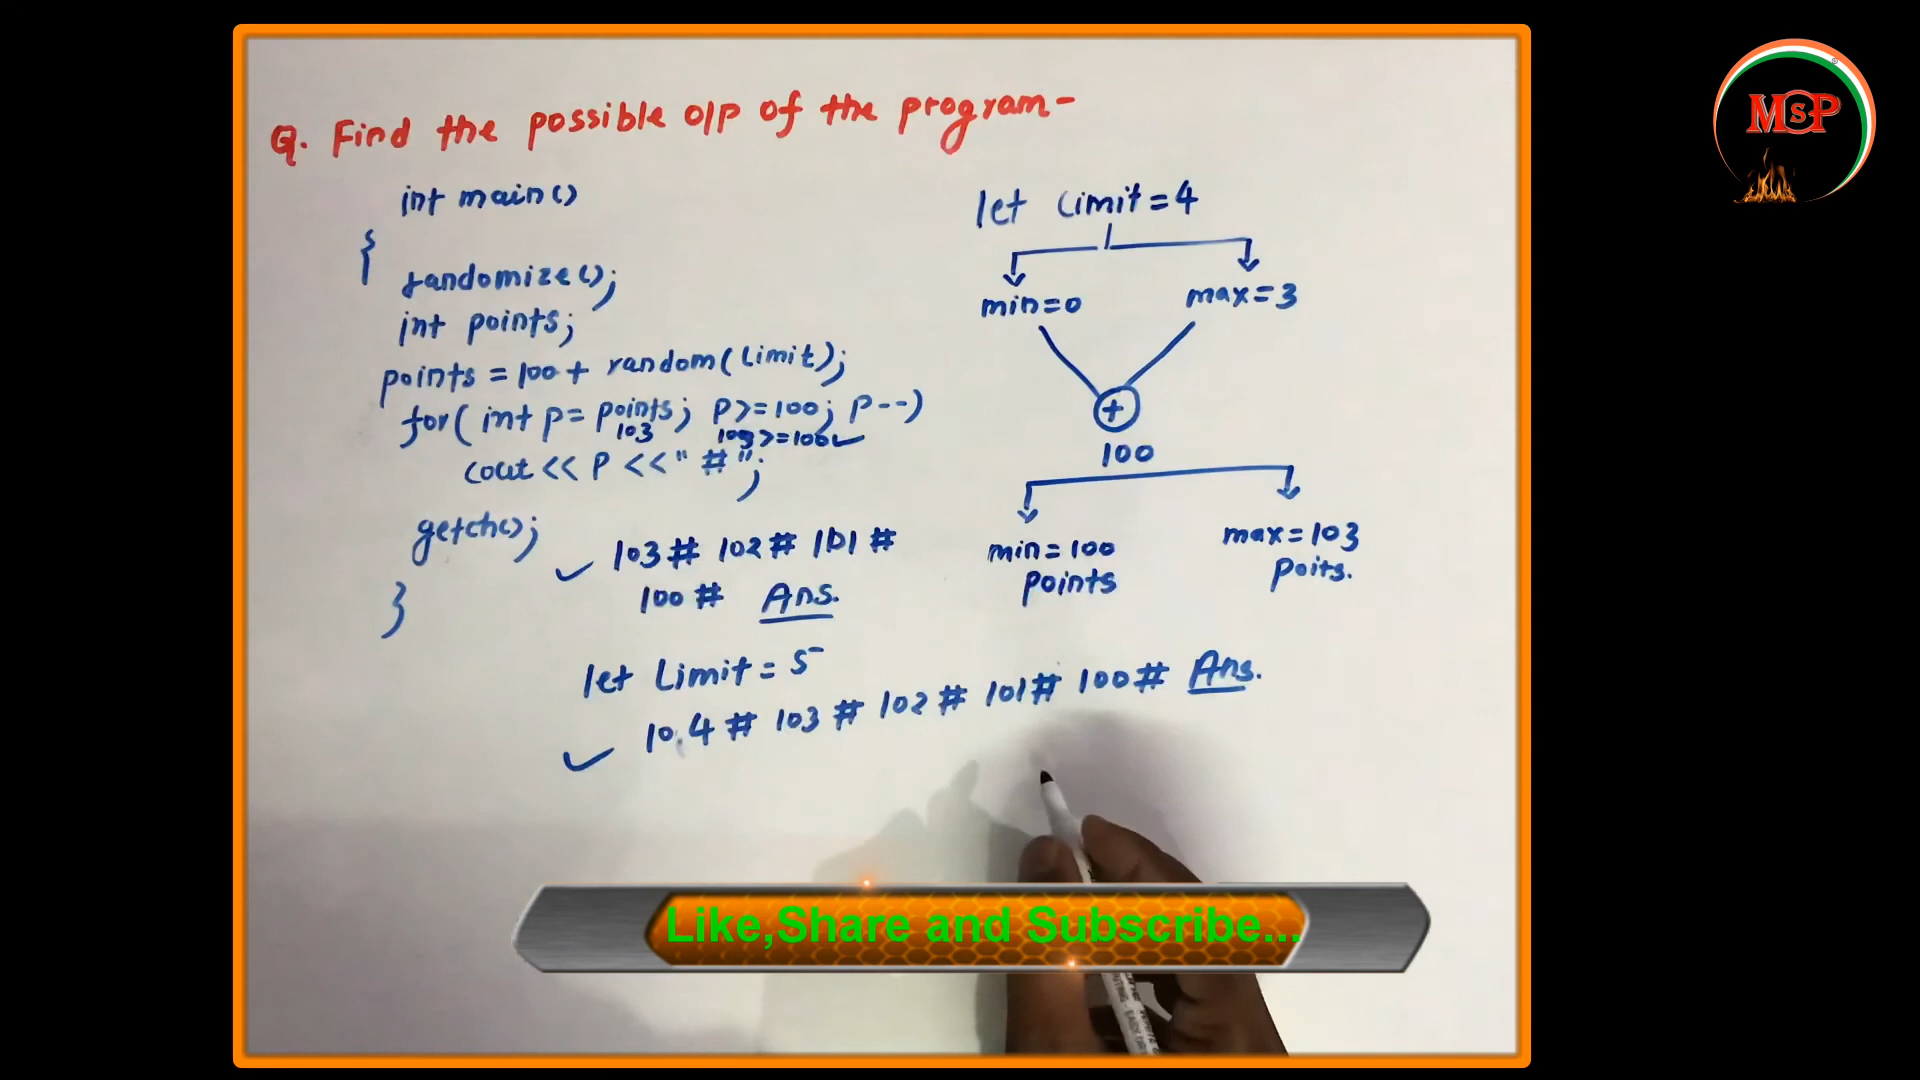 Q. Find the possible o/p of the program-
int main()
{
randomize();
int points;
points = 100 + random(Limit);
for( int p= points; P>=100; P--)
103 103>=100
cout << P <<" # ";
getch();
103# 102# 101#
100# Ans.
}
let Limit=4
min=0 max=3
+
100
min=100 max=103
points Poits.
let Limit= 5
10.4 # 103 # 102 # 101# 100# Ans.
Like,Share and Subscribe...
MSP